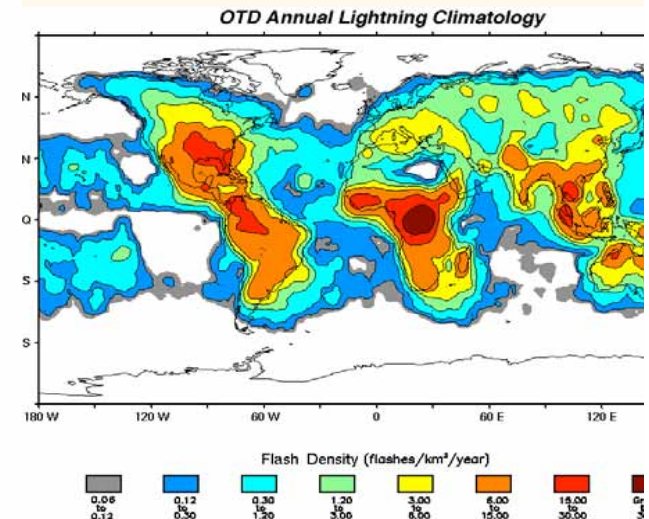 OTD Annual Lightning Climatology
N
N
Q
S
S
180 W 120 W 60 W 0 60 E 120 E
Flash Density (flashes/km²/year)
0.06 0.12 0.30 1.20 3.00 6.00 15.00 Gr
to to to to to to to
0.12 0.30 1.20 3.00 6.00 15.00 30.00 3